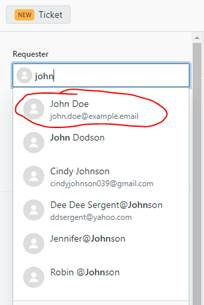 NEW Ticket
Requester
john
John Doe
john.doe@example.email
John Dodson
Cindy Johnson
cindyjohnson039@gmail.com
Dee Dee Sergent@Johnson
ddsergent@yahoo.com
Jennifer@Johnson
Robin @Johnson